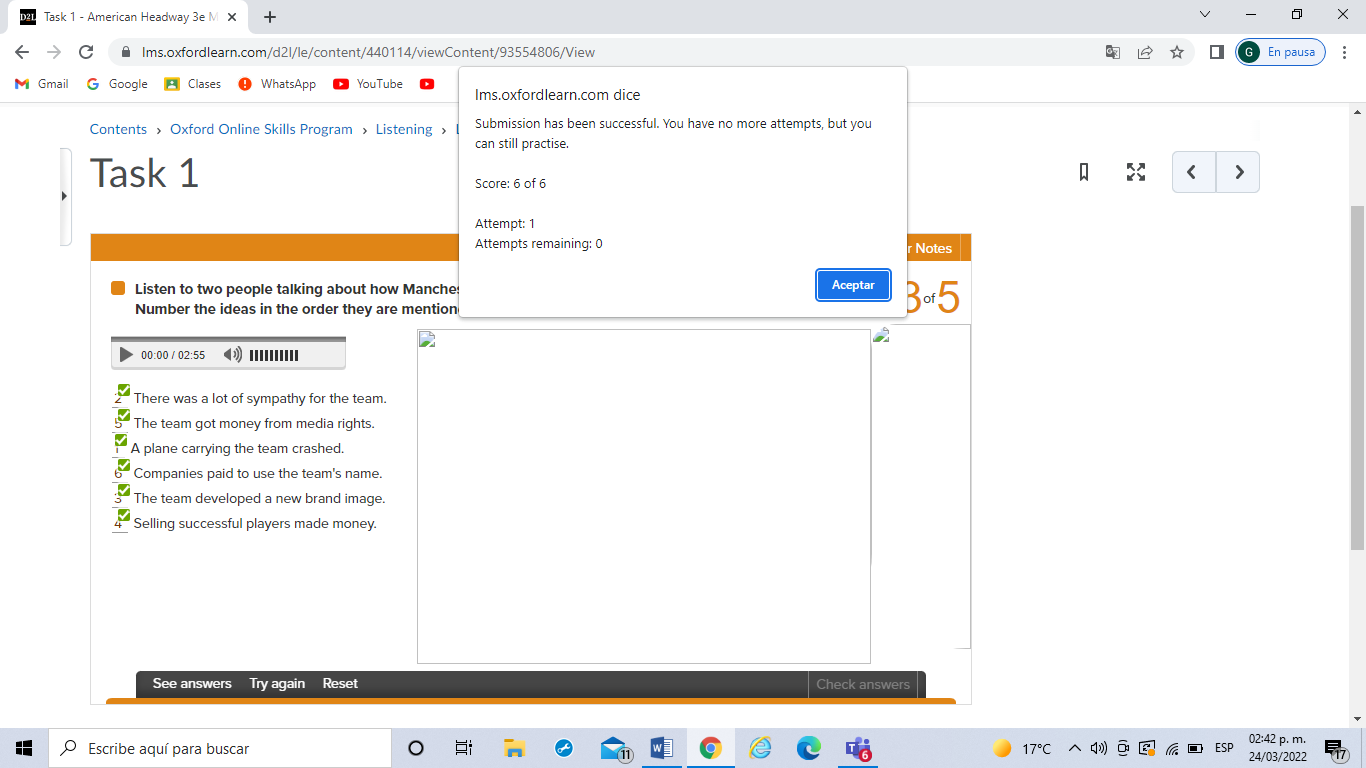 Task 1 - American Headway 3e M
lms.oxfordlearn.com/d2l/le/content/440114/viewContent/93554806/View
G
En pausa
Gmail
Google
Clases
WhatsApp
YouTube
lms.oxfordlearn.com dice
Submission has been successful. You have no more attempts, but you
can still practise.
Score: 6 of 6
Attempt: 1
Attempts remaining: 0
Aceptar
Contents › Oxford Online Skills Program › Listening ›
Task 1
r Notes
Listen to two people talking about how Manches
Number the ideas in the order they are mention
3 of 5
00:00 / 02:55
2 There was a lot of sympathy for the team.
5 The team got money from media rights.
1 A plane carrying the team crashed.
6 Companies paid to use the team's name.
3 The team developed a new brand image.
4 Selling successful players made money.
See answers Try again Reset Check answers
Escribe aquí para buscar
11
6
17°C
ESP
02:42 p. m.
24/03/2022
17